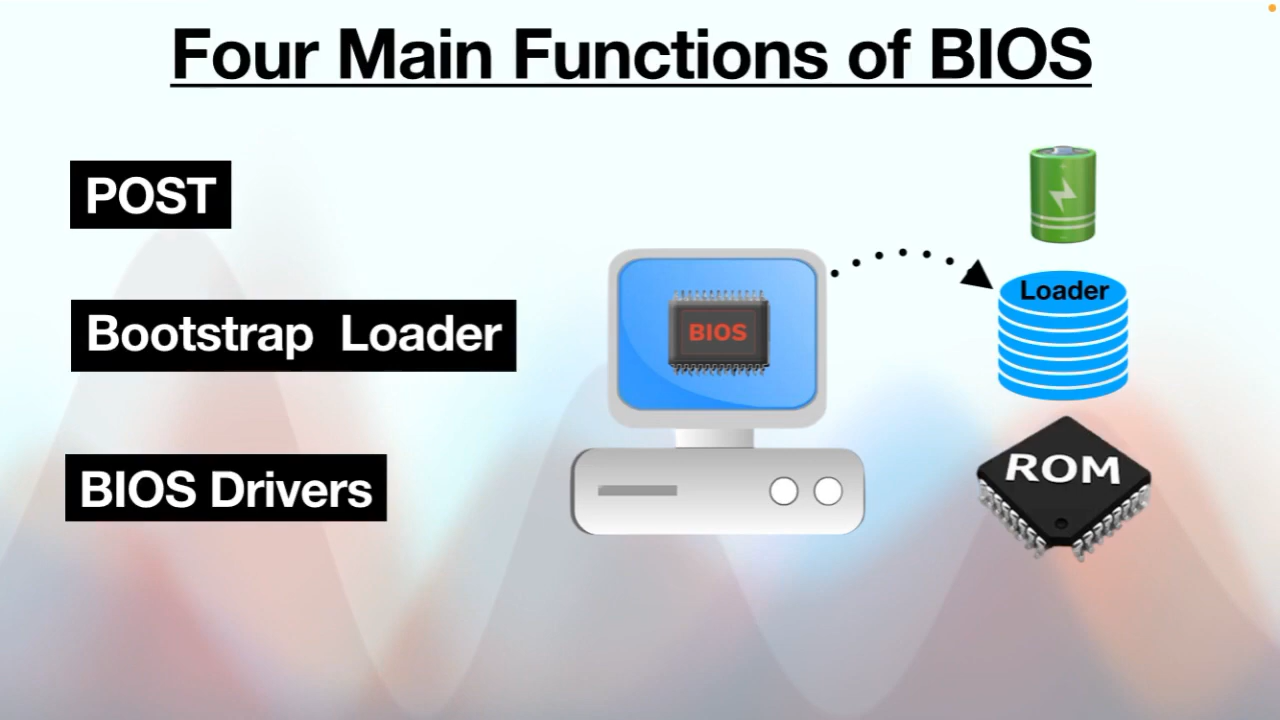 Four Main Functions of BIOS
POST
Bootstrap Loader
BIOS Drivers
BIOS
Loader
ROM